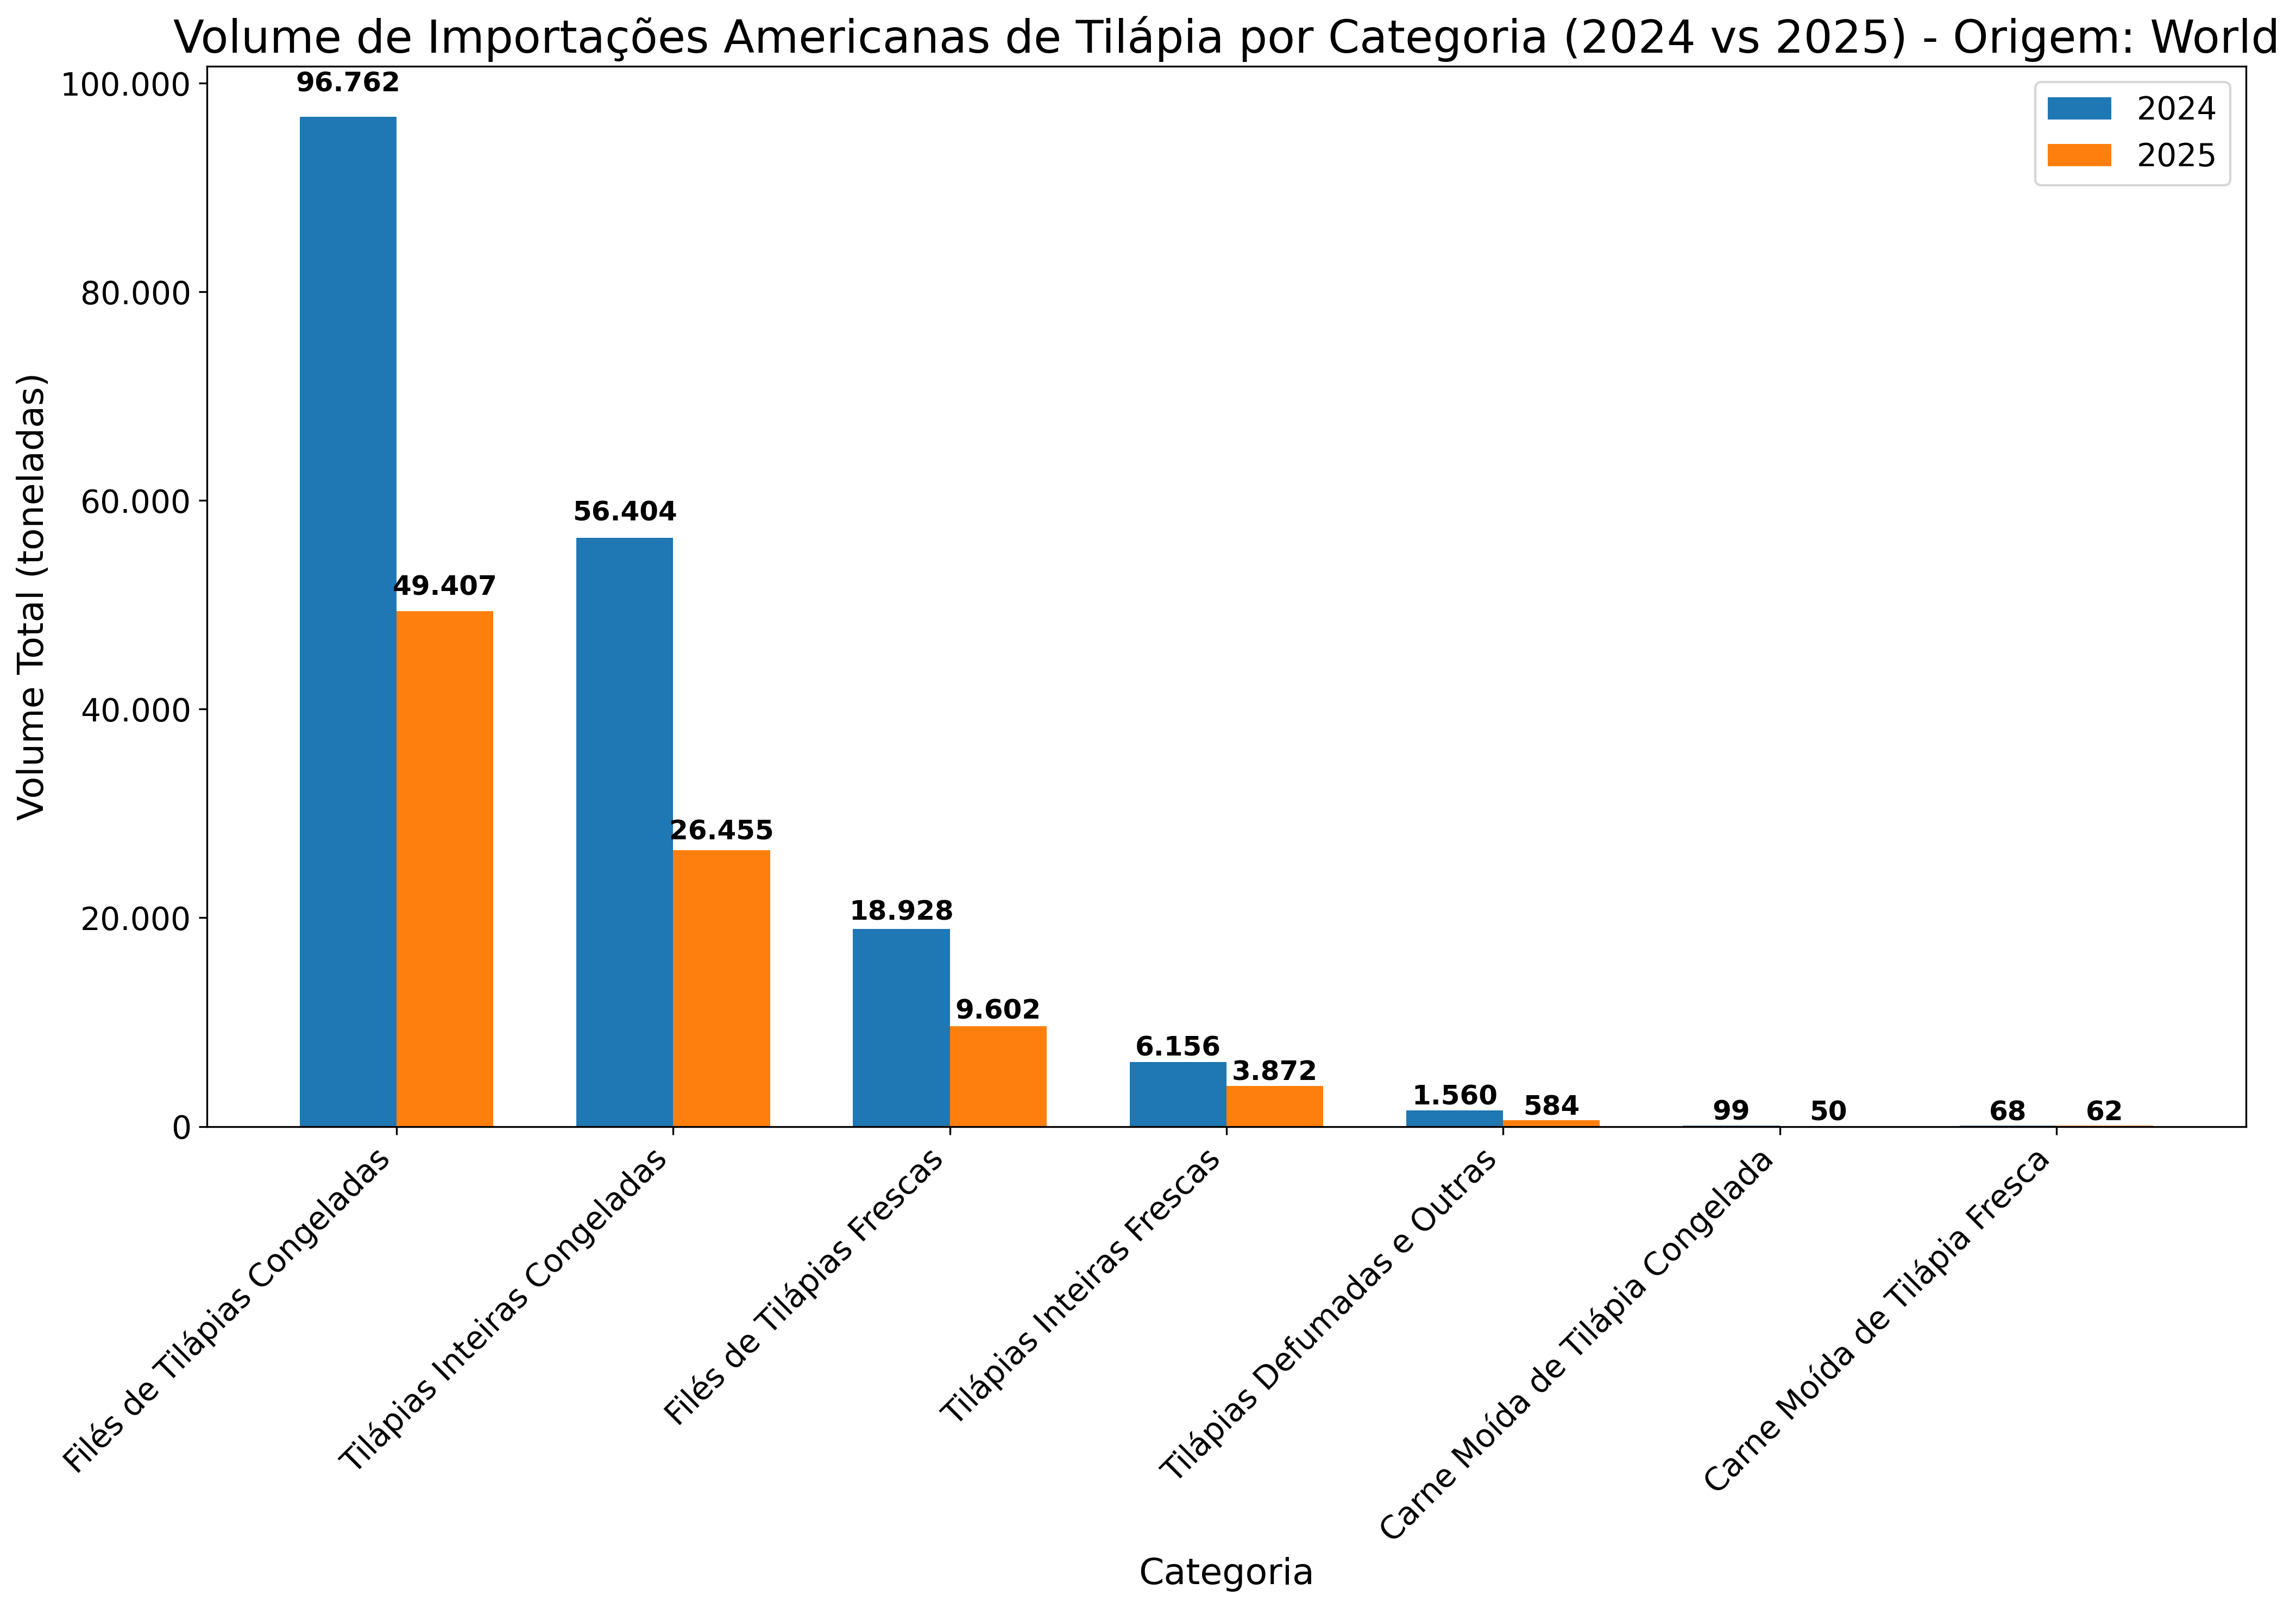 Volume de Importações Americanas de Tilápia por Categoria (2024 vs 2025) - Origem: World
2024
2025
Volume Total (toneladas)
100.000
80.000
60.000
40.000
20.000
0
96.762
49.407
56.404
26.455
18.928
9.602
6.156
3.872
1.560
584
99
50
68
62
Filés de Tilápias Congeladas
Tilápias Inteiras Congeladas
Filés de Tilápias Frescas
Tilápias Inteiras Frescas
Tilápias Defumadas e Outras
Carne Moída de Tilápia Congelada
Carne Moída de Tilápia Fresca
Categoria